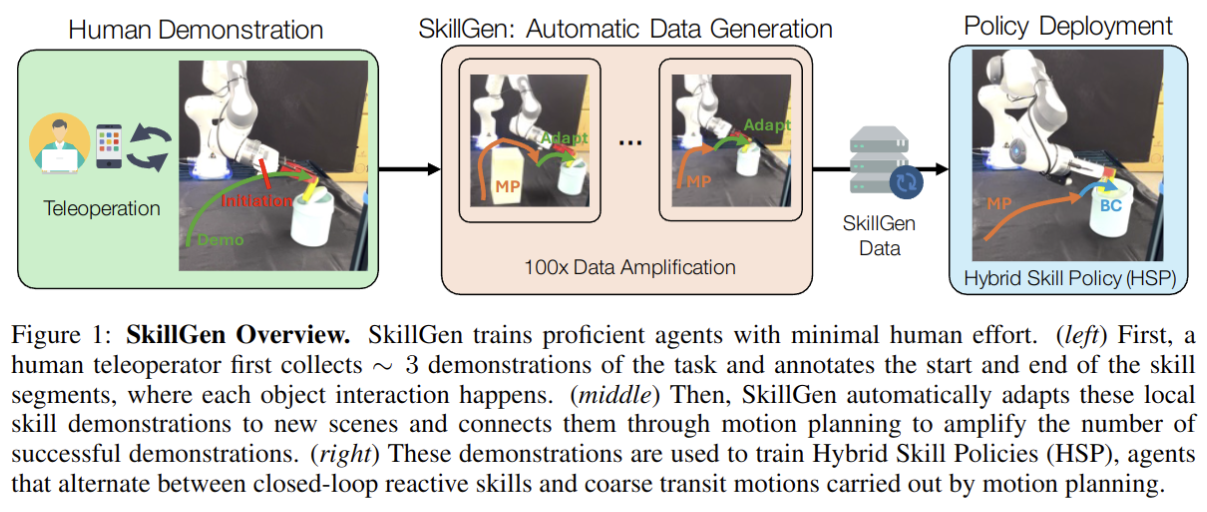 Human Demonstration
SkillGen: Automatic Data Generation
Policy Deployment
Teleoperation
Initiation
Demo
MP
Adapt
...
MP
Adapt
100x Data Amplification
SkillGen
Data
MP
BC
Hybrid Skill Policy (HSP)
Figure 1: SkillGen Overview. SkillGen trains proficient agents with minimal human effort. (left) First, a
human teleoperator first collects ∼ 3 demonstrations of the task and annotates the start and end of the skill
segments, where each object interaction happens. (middle) Then, SkillGen automatically adapts these local
skill demonstrations to new scenes and connects them through motion planning to amplify the number of
successful demonstrations. (right) These demonstrations are used to train Hybrid Skill Policies (HSP), agents
that alternate between closed-loop reactive skills and coarse transit motions carried out by motion planning.